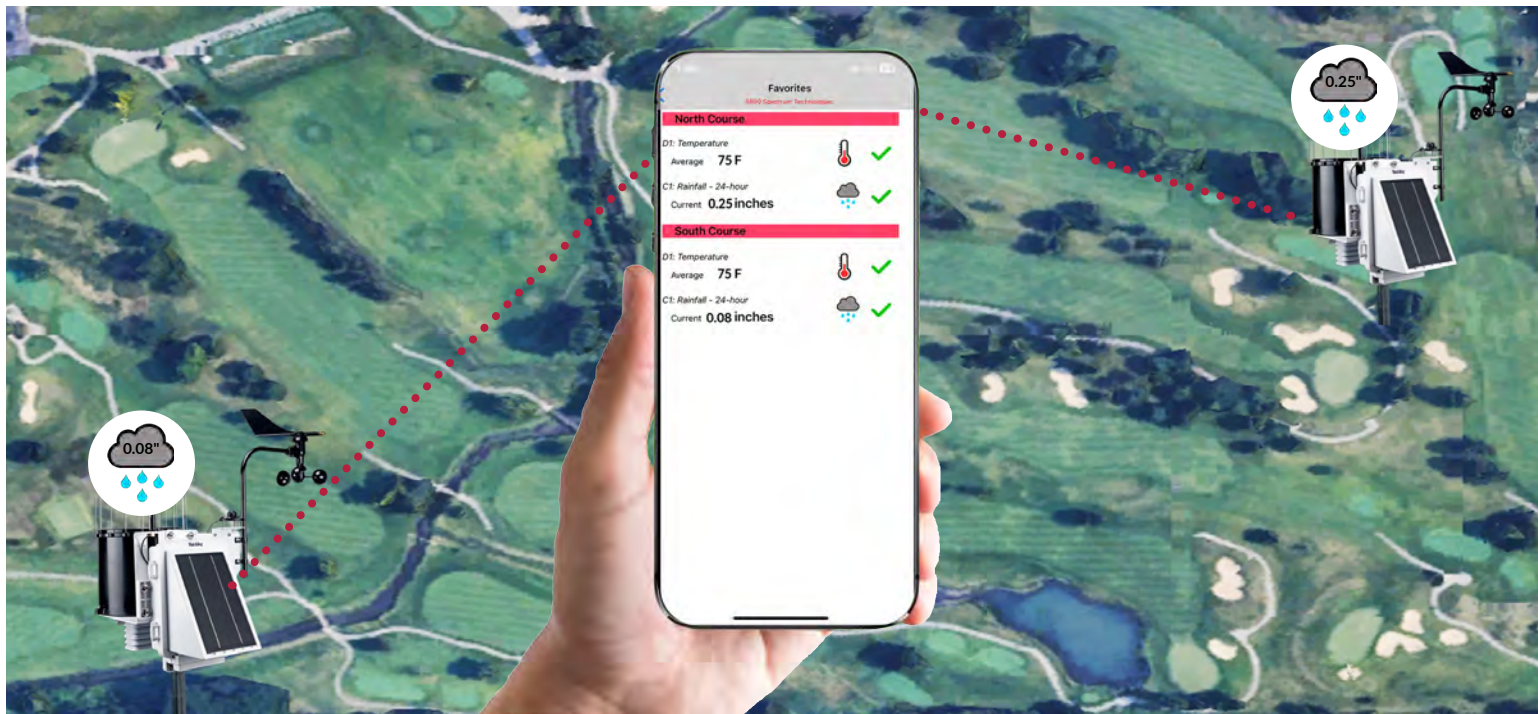 Favorites
North Course
D1: Temperature
Average 75 F
C1: Rainfall - 24-hour
Current 0.25 inches
South Course
D1: Temperature
Average 75 F
C1: Rainfall - 24-hour
Current 0.08 inches
0.25"
0.08"